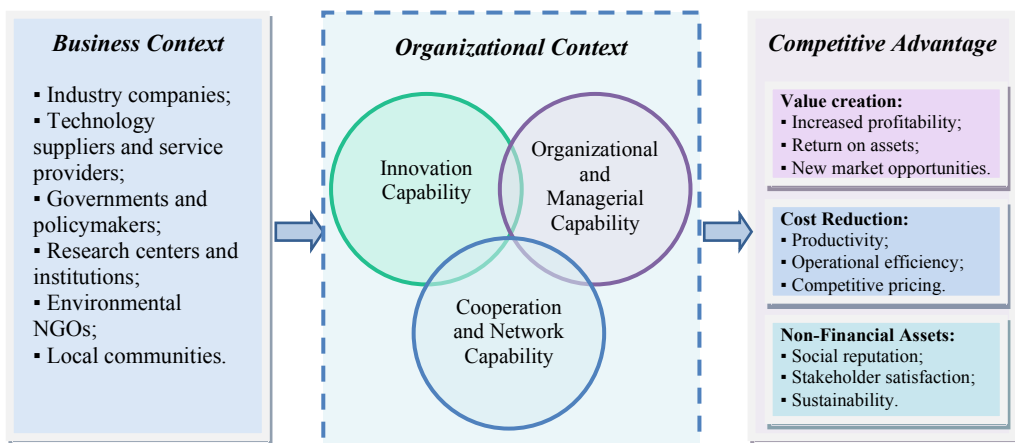 Business Context
▪ Industry companies;
▪ Technology
suppliers and service
providers;
▪ Governments and
policymakers;
▪ Research centers and
institutions;
▪ Environmental
NGOs;
▪ Local communities.
Organizational Context
Innovation
Capability
Organizational
and
Managerial
Capability
Cooperation
and Network
Capability
Competitive Advantage
Value creation:
▪ Increased profitability;
▪ Return on assets;
▪ New market opportunities.
Cost Reduction:
▪ Productivity;
▪ Operational efficiency;
▪ Competitive pricing.
Non-Financial Assets:
▪ Social reputation;
▪ Stakeholder satisfaction;
▪ Sustainability.